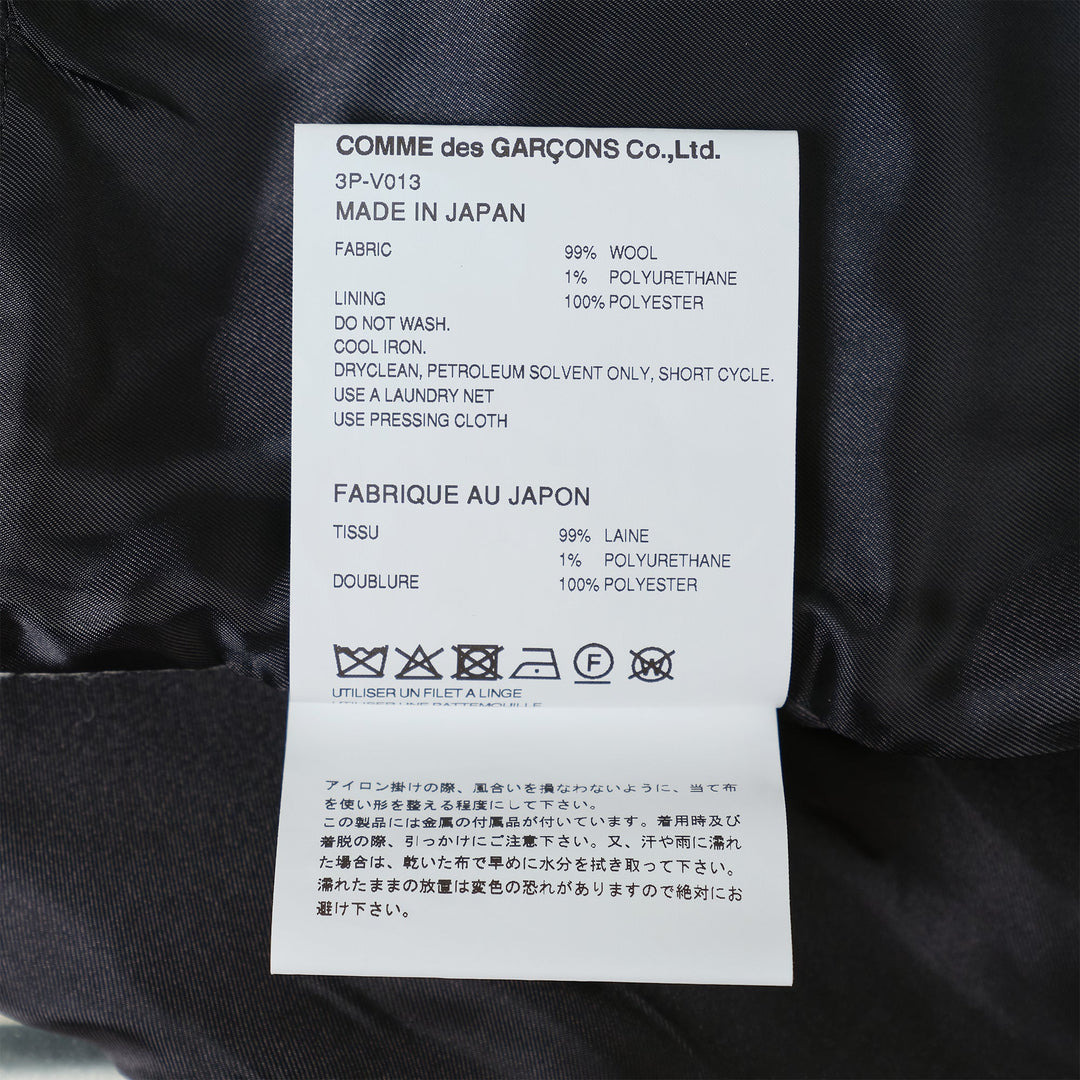 COMME des GARÇONS Co.,Ltd.
3P-V013
MADE IN JAPAN
FABRIC 99% WOOL
1% POLYURETHANE
LINING 100% POLYESTER
DO NOT WASH.
COOL IRON.
DRYCLEAN, PETROLEUM SOLVENT ONLY, SHORT CYCLE.
USE A LAUNDRY NET
USE PRESSING CLOTH
FABRIQUE AU JAPON
TISSU 99% LAINE
1% POLYURETHANE
DOUBLURE 100% POLYESTER
F W
UTILISER UN FILET A LINGE
UTILISER UNE PATTEMOUILLE
アイロン掛けの際、風合いを損なわないように、当て布
を使い形を整える程度にして下さい。
この製品には金属の付属品が付いています。着用時及び
着脱の際、引っかけにご注意下さい。又、汗や雨に濡れ
た場合は、乾いた布で早めに水分を拭き取って下さい。
濡れたままの放置は変色の恐れがありますので絶対にお
避け下さい。